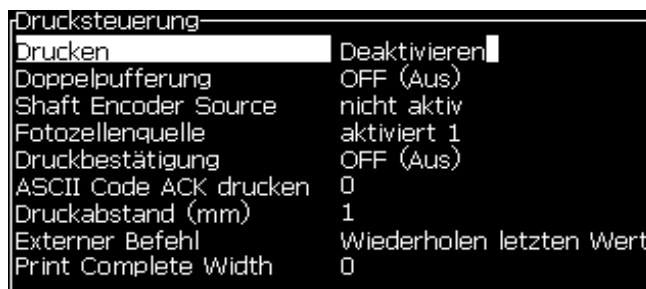 Drucksteuerung
Drucken Deaktivieren
Doppelpufferung OFF (Aus)
Shaft Encoder Source nicht aktiv
Fotozellenquelle aktiviert 1
Druckbestätigung OFF (Aus)
ASCII Code ACK drucken 0
Druckabstand (mm) 1
Externer Befehl Wiederholen letzten Wert
Print Complete Width 0